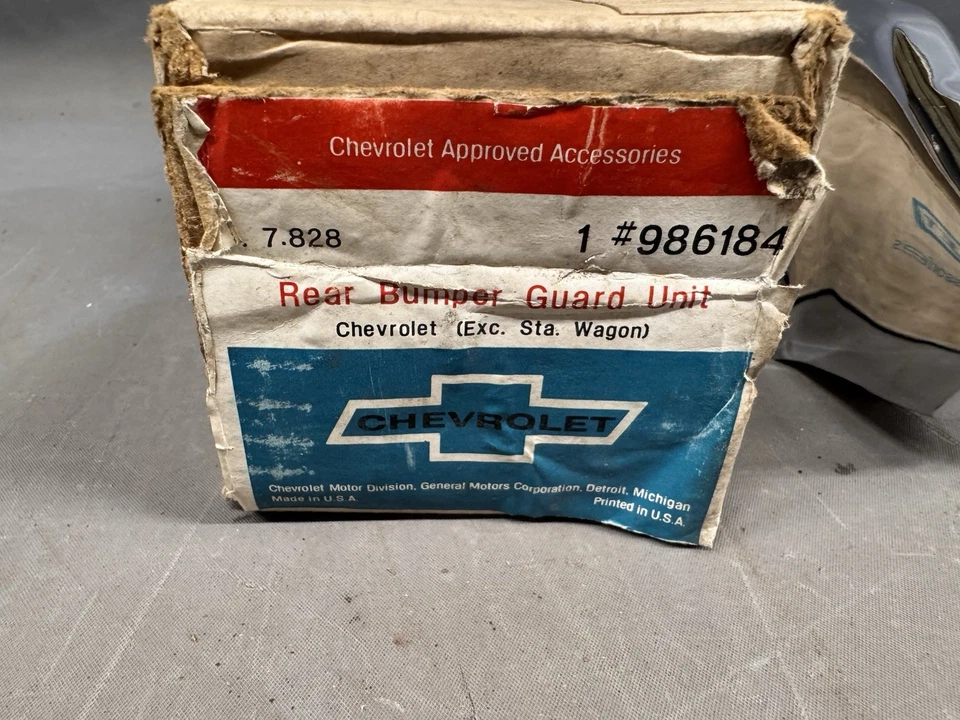 Chevrolet Approved Accessories
. 7.828 1 #986184
Rear Bumper Guard Unit
Chevrolet (Exc. Sta. Wagon)
CHEVROLET
Chevrolet Motor Division, General Motors Corporation, Detroit, Michigan
Made in U.S.A. Printed in U.S.A.